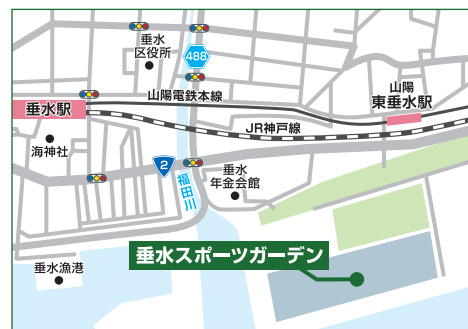 垂水
区役所
488
山陽電鉄本線
山陽
東垂水駅
垂水駅
JR神戸線
海神社
2
福田川
垂水
年金会館
垂水スポーツガーデン
垂水漁港